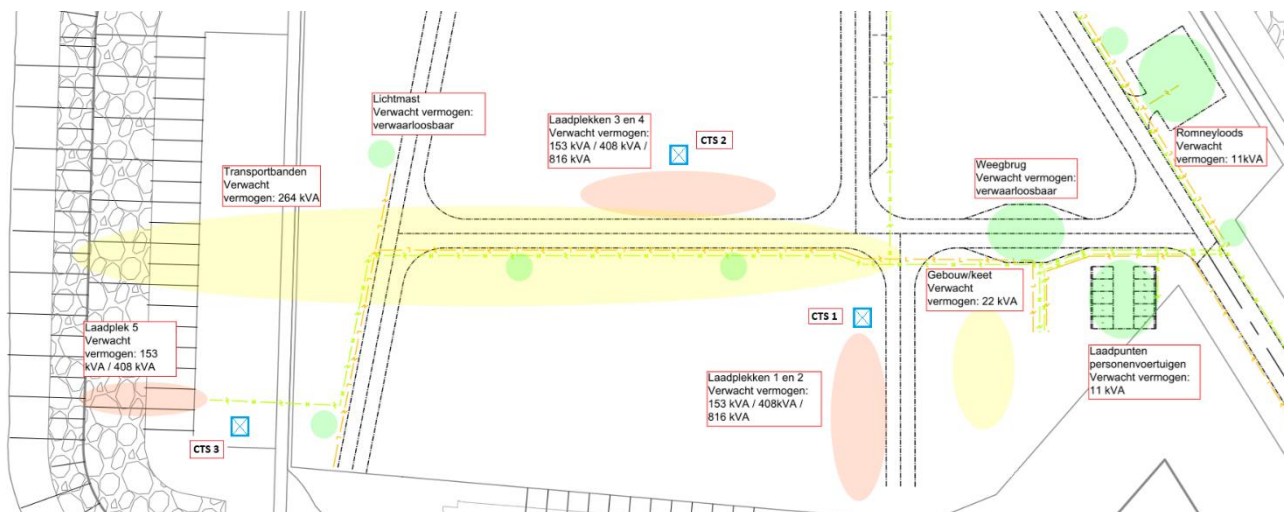 Lichtmast
Verwacht vermogen:
verwaarloosbaar
Laadplekken 3 en 4
Verwacht vermogen:
153 kVA / 408 kVA /
816 kVA
CTS 2
Romneyloods
Verwacht
vermogen: 11kVA
Transportbanden
Verwacht
vermogen: 264 kVA
Weegbrug
Verwacht vermogen:
verwaarloosbaar
Gebouw/keet
Verwacht
vermogen: 22 kVA
CTS 1
Laadplek 5
Verwacht
vermogen: 153
kVA / 408 kVA
Laadpunten
personenvoertuigen
Verwacht vermogen:
11 kVA
Laadplekken 1 en 2
Verwacht vermogen:
153 kVA / 408kVA /
816 kVA
CTS 3